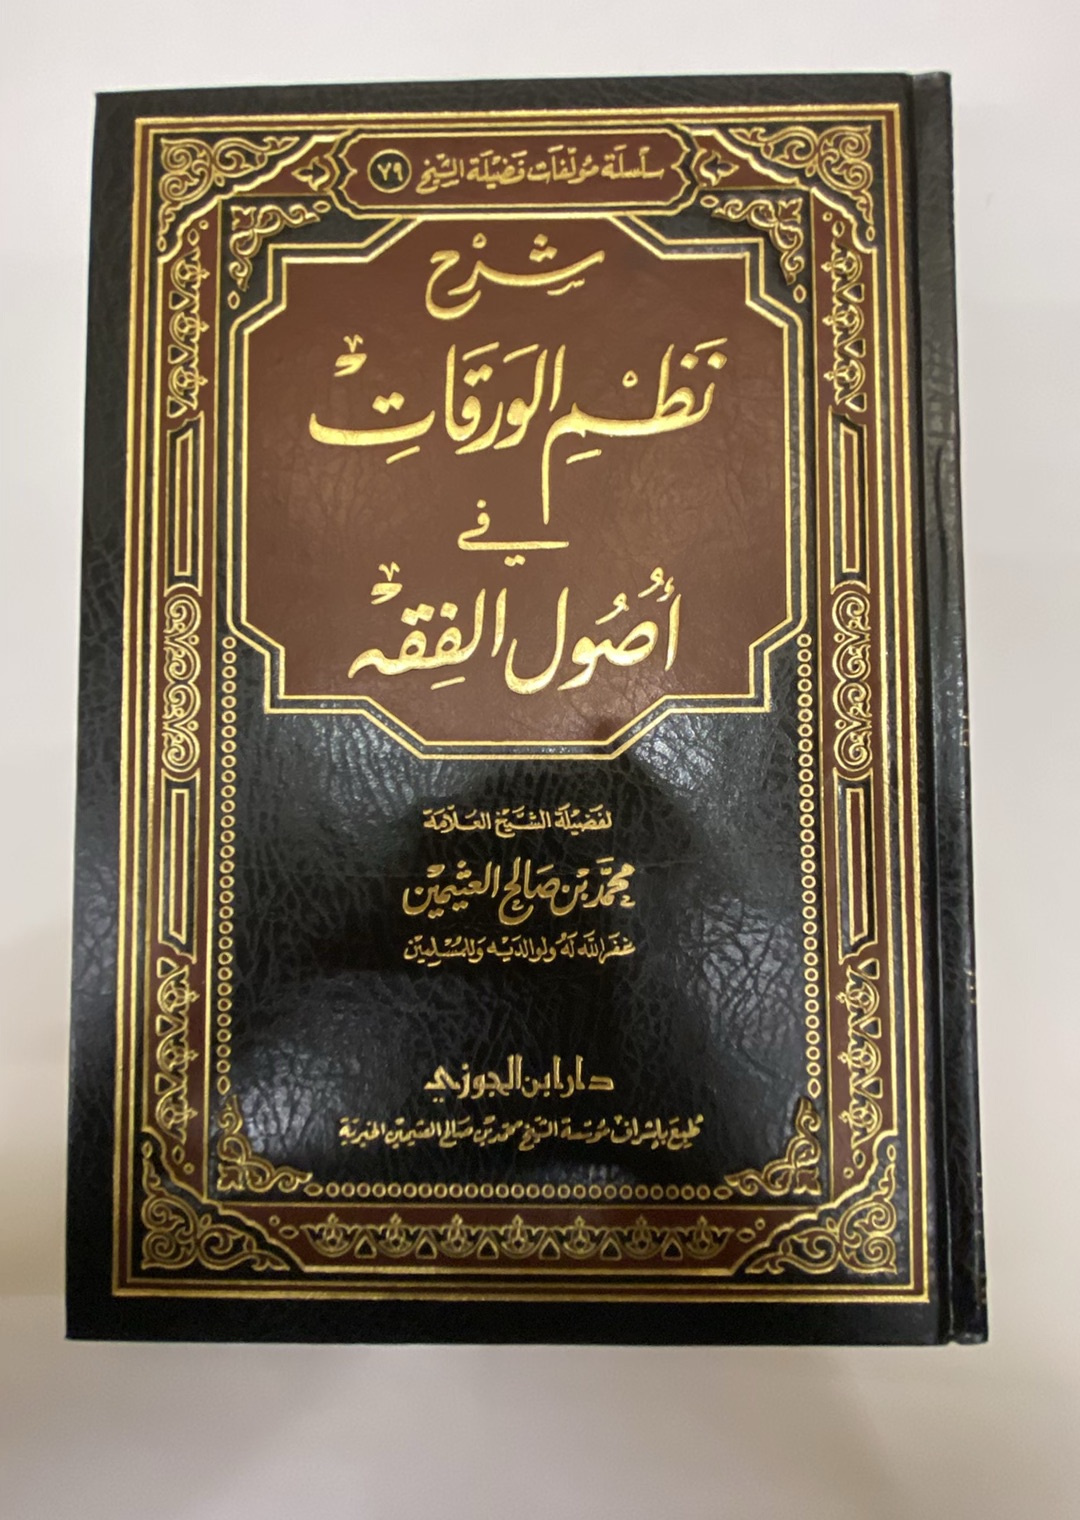 سلسلة مؤلفات فضيلة الشيخ ٧٩
شرح
نظم الورقات
في
أصول الفقه
لفضيلة الشيخ العلامة
محمد بن صالح العثيمين
غفر الله له ولوالديه وللمسلمين
دار ابن الجوزي
طبع بإشراف مؤسسة الشيخ محمد بن صالح العثيمين الخيرية